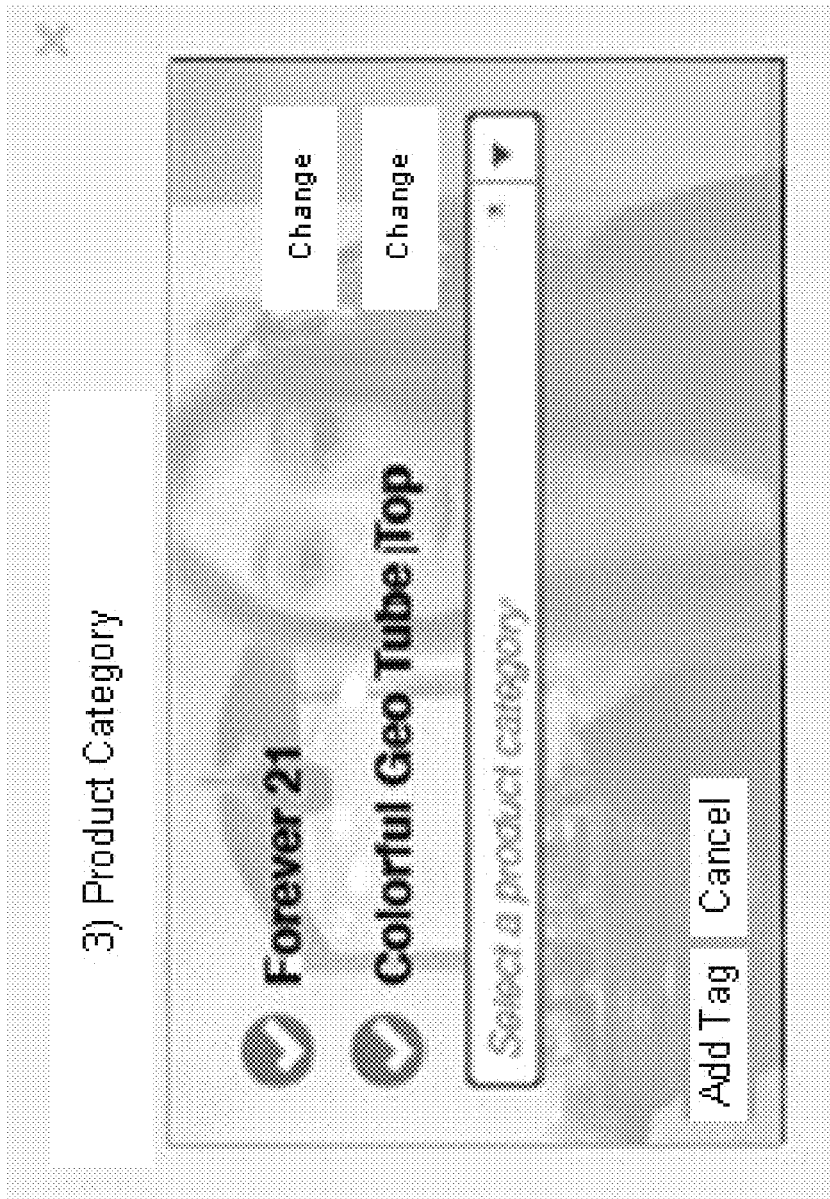 3) Product Category
Forever 21
Change
Colorful Geo Tube Top
Change
Select a product category *
Add Tag
Cancel